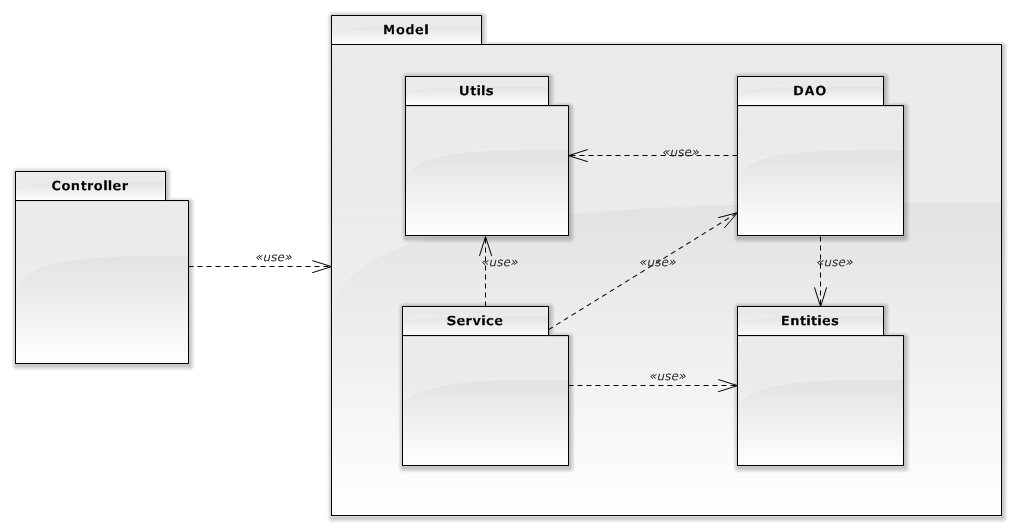 Model
Utils
DAO
«use»
Controller
«use»
«use»
«use»
«use»
Service
Entities
«use»